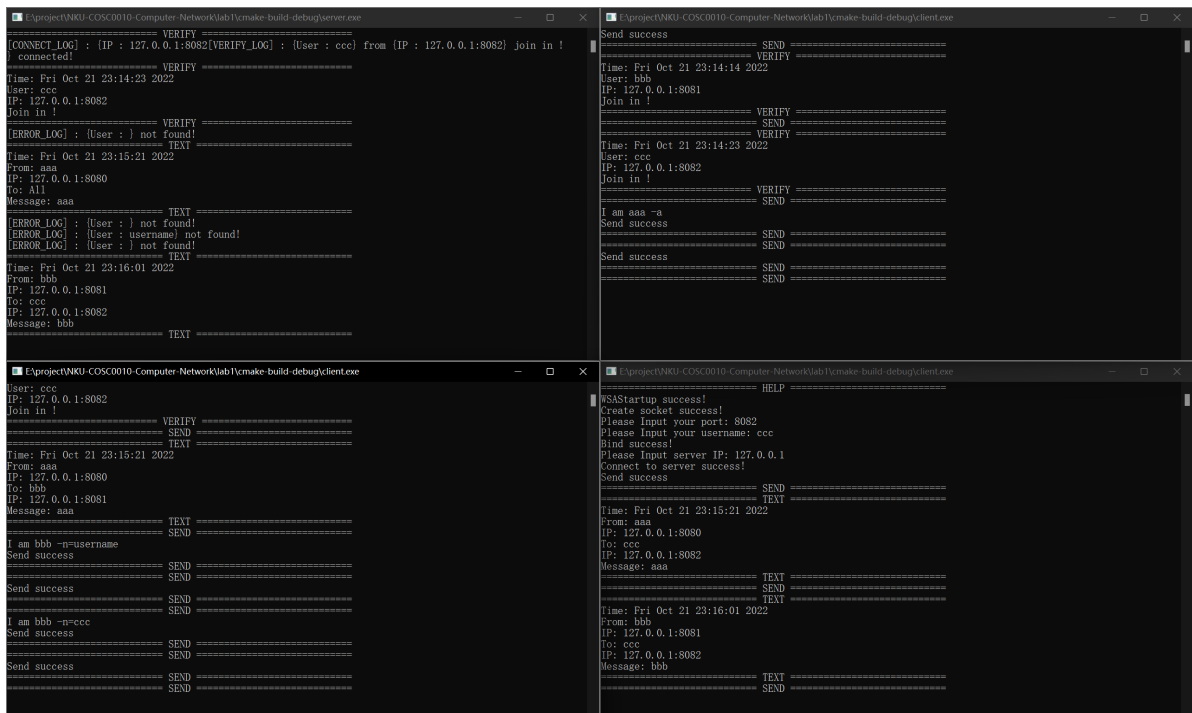 E:\project\NKU-COSC0010-Computer-Network\lab1\cmake-build-debug\server.exe
============================ VERIFY ============================
[CONNECT_LOG] : {IP : 127.0.0.1:8082[VERIFY_LOG] : {User : ccc} from {IP : 127.0.0.1:8082} join in !
} connected!
============================ VERIFY ============================
Time: Fri Oct 21 23:14:23 2022
User: ccc
IP: 127.0.0.1:8082
Join in !
============================ VERIFY ============================
[ERROR_LOG] : {User : } not found!
============================ TEXT ============================
Time: Fri Oct 21 23:15:21 2022
From: aaa
IP: 127.0.0.1:8080
To: All
Message: aaa
============================ TEXT ============================
[ERROR_LOG] : {User : } not found!
[ERROR_LOG] : {User : username} not found!
[ERROR_LOG] : {User : } not found!
============================ TEXT ============================
Time: Fri Oct 21 23:16:01 2022
From: bbb
IP: 127.0.0.1:8081
To: ccc
IP: 127.0.0.1:8082
Message: bbb
============================ TEXT ============================
E:\project\NKU-COSC0010-Computer-Network\lab1\cmake-build-debug\client.exe
Send success
============================ SEND ============================
============================ VERIFY ============================
Time: Fri Oct 21 23:14:14 2022
User: bbb
IP: 127.0.0.1:8081
Join in !
============================ VERIFY ============================
============================ SEND ============================
============================ VERIFY ============================
Time: Fri Oct 21 23:14:23 2022
User: ccc
IP: 127.0.0.1:8082
Join in !
============================ VERIFY ============================
============================ SEND ============================
I am aaa -a
Send success
============================ SEND ============================
============================ SEND ============================
Send success
============================ SEND ============================
============================ SEND ============================
E:\project\NKU-COSC0010-Computer-Network\lab1\cmake-build-debug\client.exe
User: ccc
IP: 127.0.0.1:8082
Join in !
============================ VERIFY ============================
============================ SEND ============================
============================ TEXT ============================
Time: Fri Oct 21 23:15:21 2022
From: aaa
IP: 127.0.0.1:8080
To: bbb
IP: 127.0.0.1:8081
Message: aaa
============================ TEXT ============================
============================ SEND ============================
I am bbb -n=username
Send success
============================ SEND ============================
============================ SEND ============================
Send success
============================ SEND ============================
============================ SEND ============================
I am bbb -n=ccc
Send success
============================ SEND ============================
============================ SEND ============================
Send success
============================ SEND ============================
============================ SEND ============================
E:\project\NKU-COSC0010-Computer-Network\lab1\cmake-build-debug\client.exe
============================ HELP ============================
WSAStartup success!
Create socket success!
Please Input your port: 8082
Please Input your username: ccc
Bind success!
Please Input server IP: 127.0.0.1
Connect to server success!
Send success
============================ SEND ============================
============================ TEXT ============================
Time: Fri Oct 21 23:15:21 2022
From: aaa
IP: 127.0.0.1:8080
To: ccc
IP: 127.0.0.1:8082
Message: aaa
============================ TEXT ============================
============================ SEND ============================
============================ TEXT ============================
Time: Fri Oct 21 23:16:01 2022
From: bbb
IP: 127.0.0.1:8081
To: ccc
IP: 127.0.0.1:8082
Message: bbb
============================ TEXT ============================
============================ SEND ============================